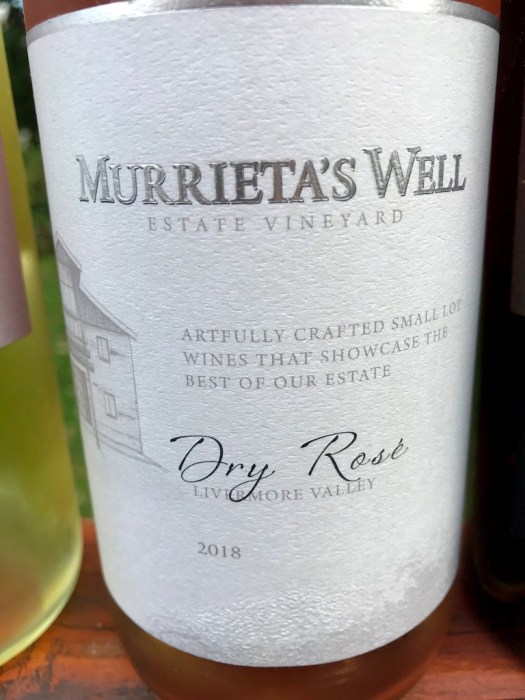 MURRIETA'S WELL
ESTATE VINEYARD
ARTFULLY CRAFTED SMALL LOT
WINES THAT SHOWCASE THE
BEST OF OUR ESTATE
Dry Rosé
LIVERMORE VALLEY
2018